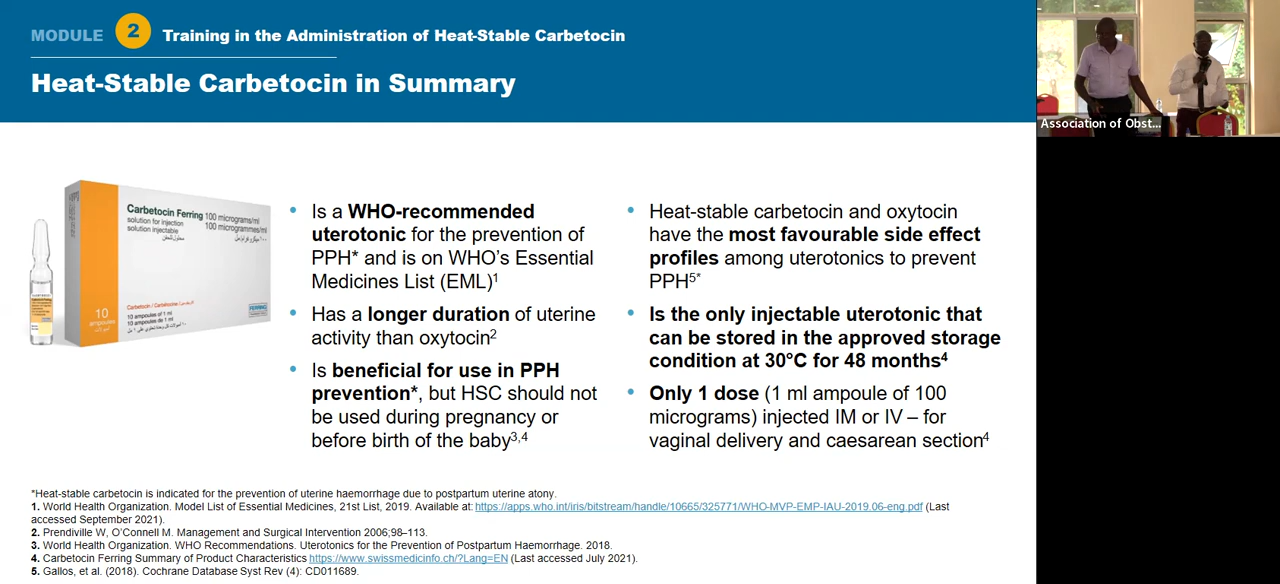 MODULE 2 Training in the Administration of Heat-Stable Carbetocin
Heat-Stable Carbetocin in Summary
Association of Obst...
Carbetocin Ferring 100 micrograms/ml
solution for injection 100 microgrammes/ml
solution injectable
10
ampoules
Carbetocin / Carbétocine
10 ampoules of 1 ml
10 ampoules de 1 ml
FERRING
• Is a WHO-recommended
uterotonic for the prevention of
PPH* and is on WHO's Essential
Medicines List (EML)1
• Has a longer duration of uterine
activity than oxytocin2
• Is beneficial for use in PPH
prevention*, but HSC should not
be used during pregnancy or
before birth of the baby3,4
• Heat-stable carbetocin and oxytocin
have the most favourable side effect
profiles among uterotonics to prevent
PPH5*
• Is the only injectable uterotonic that
can be stored in the approved storage
condition at 30°C for 48 months4
• Only 1 dose (1 ml ampoule of 100
micrograms) injected IM or IV – for
vaginal delivery and caesarean section4
*Heat-stable carbetocin is indicated for the prevention of uterine haemorrhage due to postpartum uterine atony.
1. World Health Organization. Model List of Essential Medicines, 21st List, 2019. Available at: https://apps.who.int/iris/bitstream/handle/10665/325771/WHO-MVP-EMP-IAU-2019.06-eng.pdf (Last
accessed September 2021).
2. Prendiville W, O'Connell M. Management and Surgical Intervention 2006;98–113.
3. World Health Organization. WHO Recommendations. Uterotonics for the Prevention of Postpartum Haemorrhage. 2018.
4. Carbetocin Ferring Summary of Product Characteristics https://www.swissmedicinfo.ch/?Lang=EN (Last accessed July 2021).
5. Gallos, et al. (2018). Cochrane Database Syst Rev (4): CD011689.